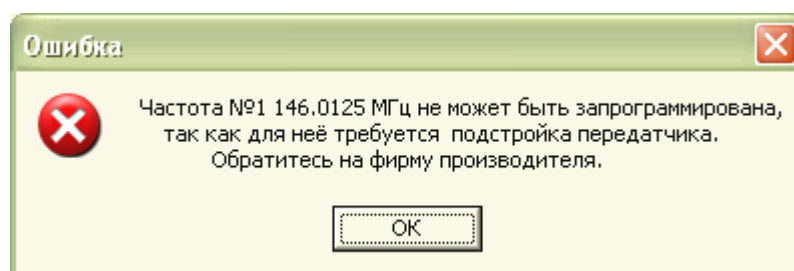 Ошибка
Частота №1 146.0125 МГц не может быть запрограммирована,
так как для неё требуется подстройка передатчика.
Обратитесь на фирму производителя.
OK